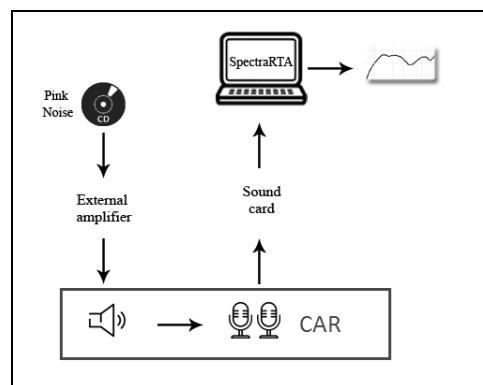 SpectraRTA
Pink
Noise
CD
External
amplifier
Sound
card
CAR